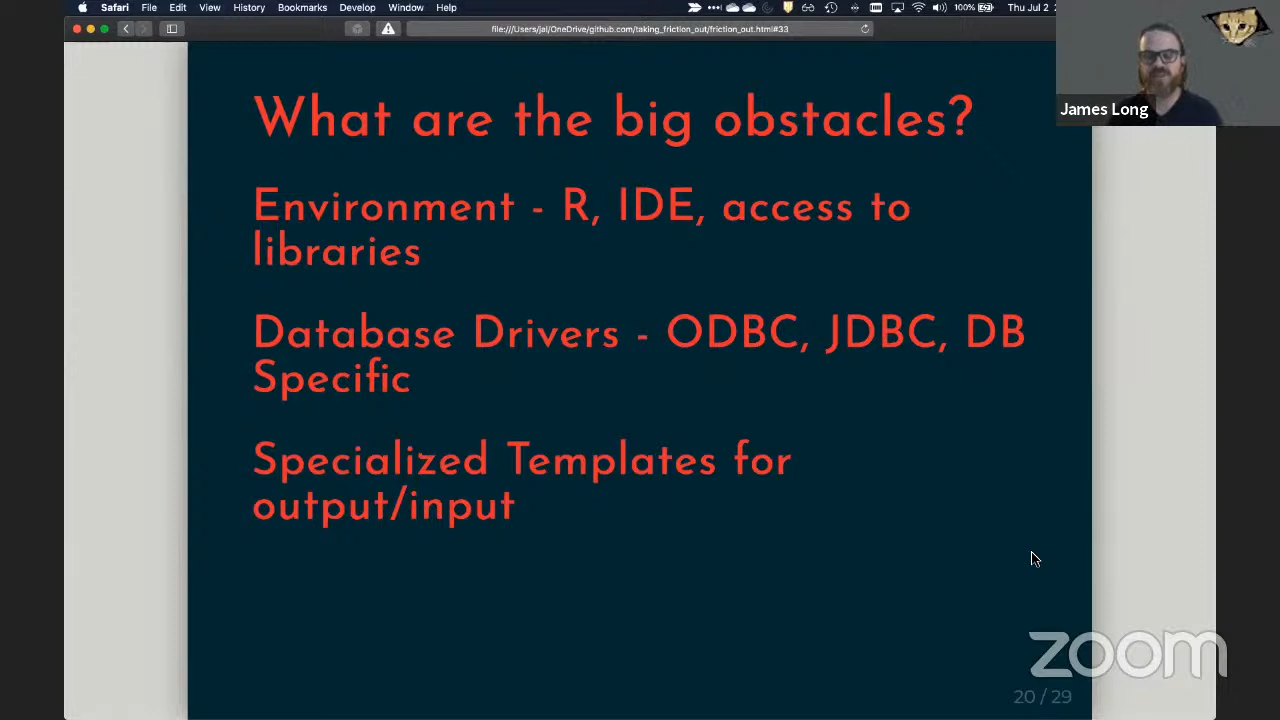 Safari File Edit View History Bookmarks Develop Window Help 100% Thu Jul 2 2
file:///Users/jal/OneDrive/github.com/taking_friction_out/friction_out.html#33
James Long
What are the big obstacles?
Environment - R, IDE, access to
libraries
Database Drivers - ODBC, JDBC, DB
Specific
Specialized Templates for
output/input
zoom
20 / 29